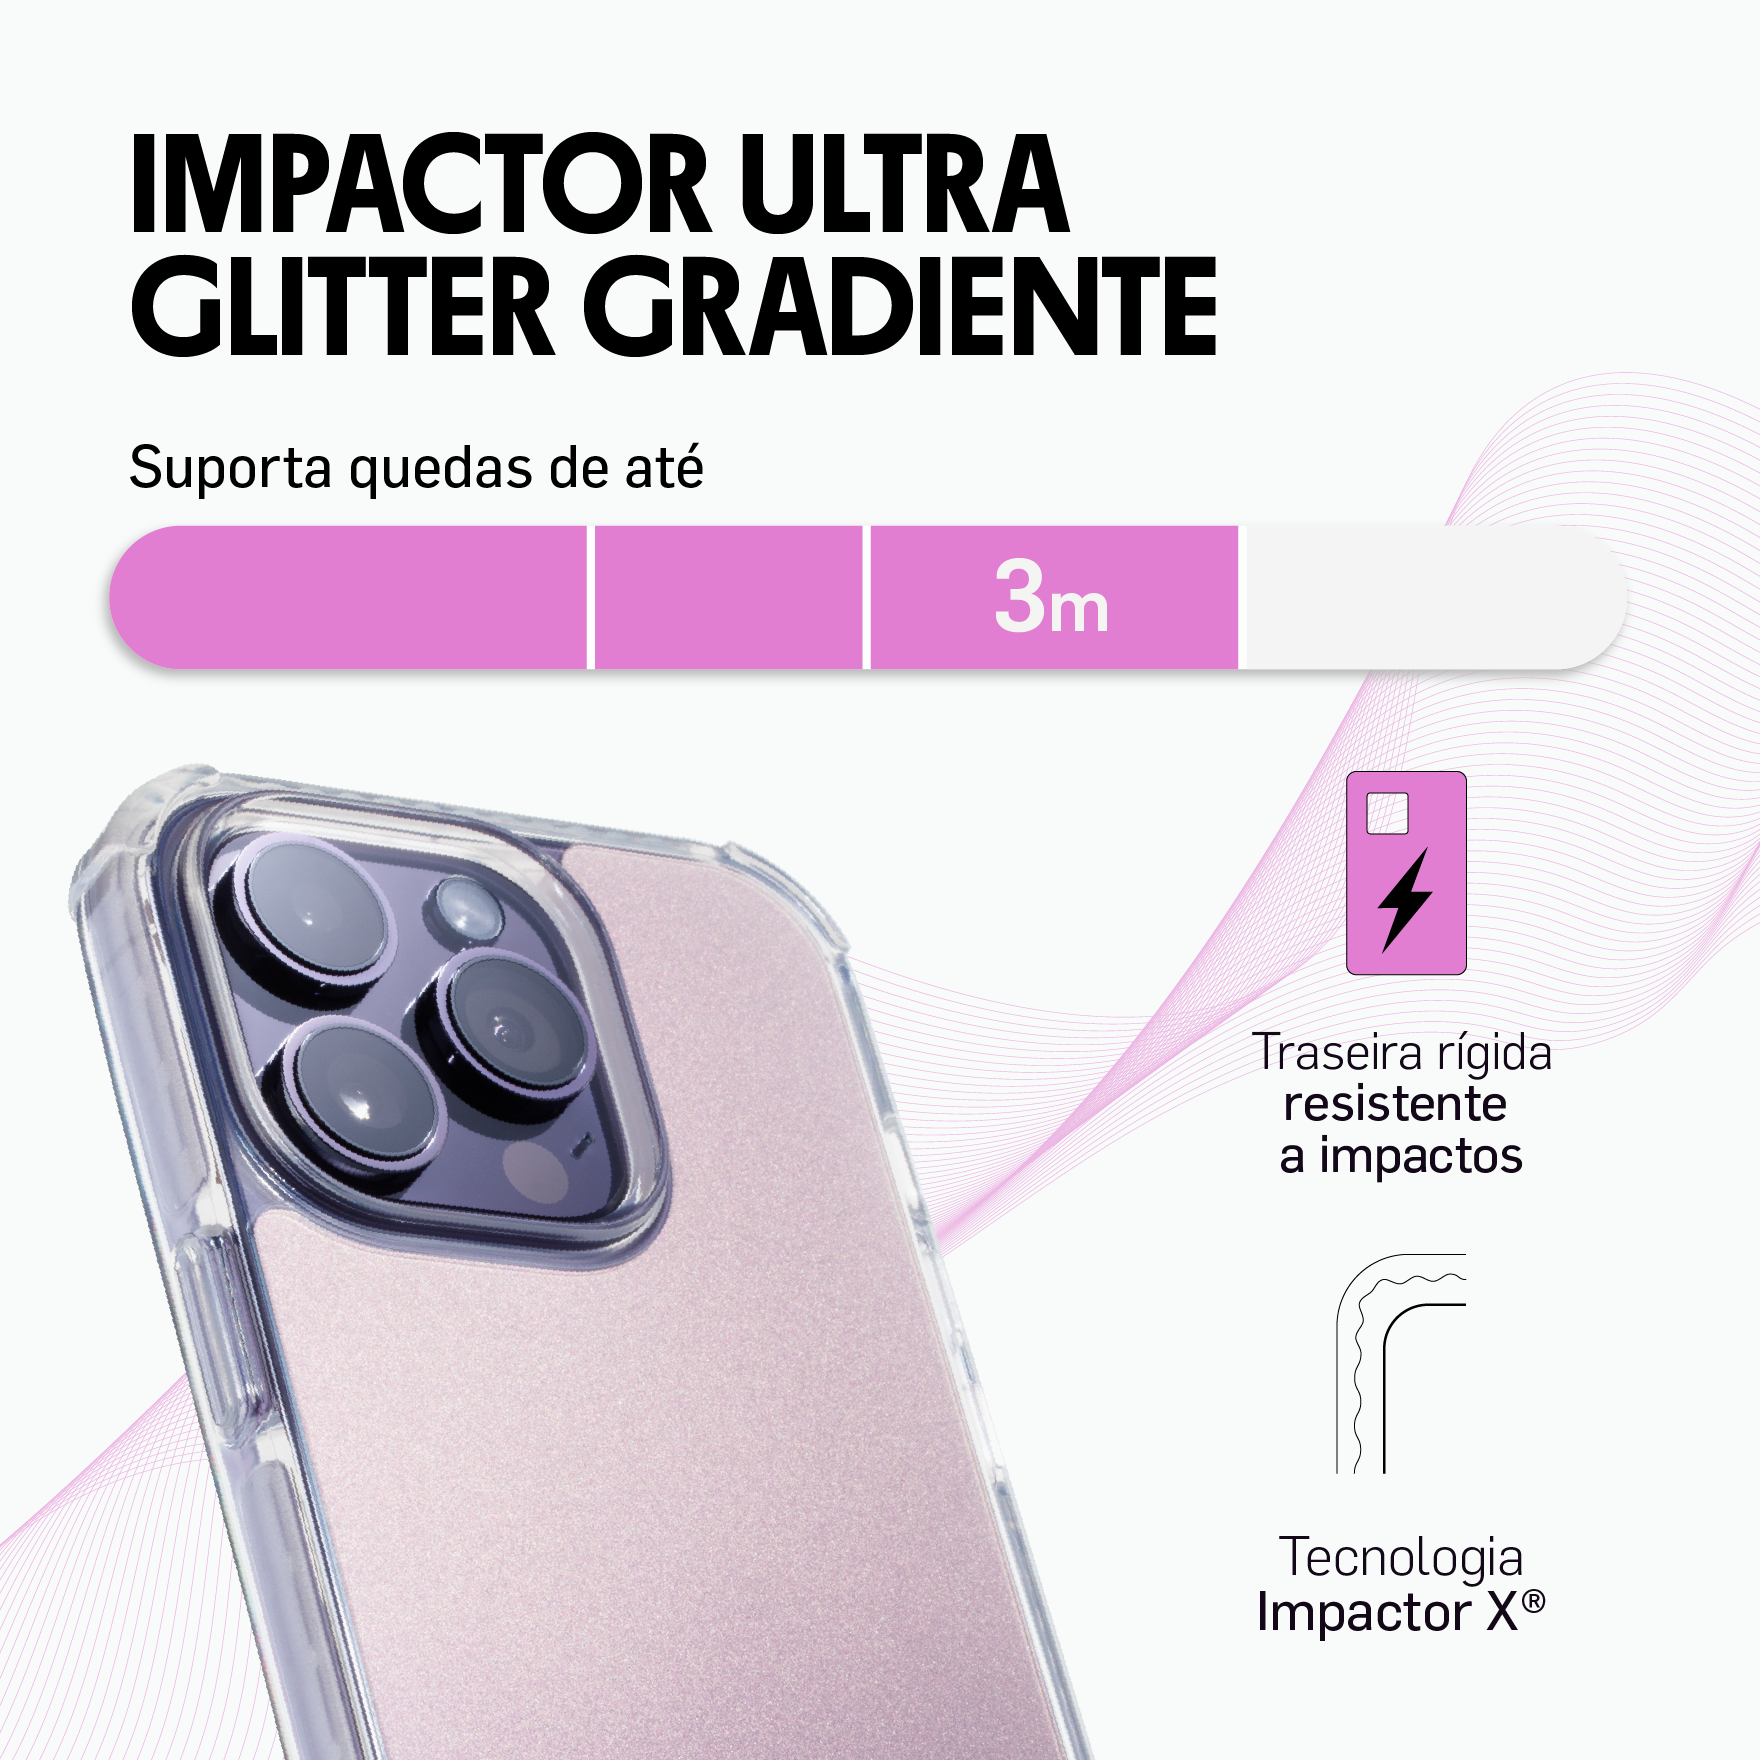 IMPACTOR ULTRA
GLITTER GRADIENTE
Suporta quedas de até
3m
Traseira rígida
resistente
a impactos
Tecnologia
Impactor X®